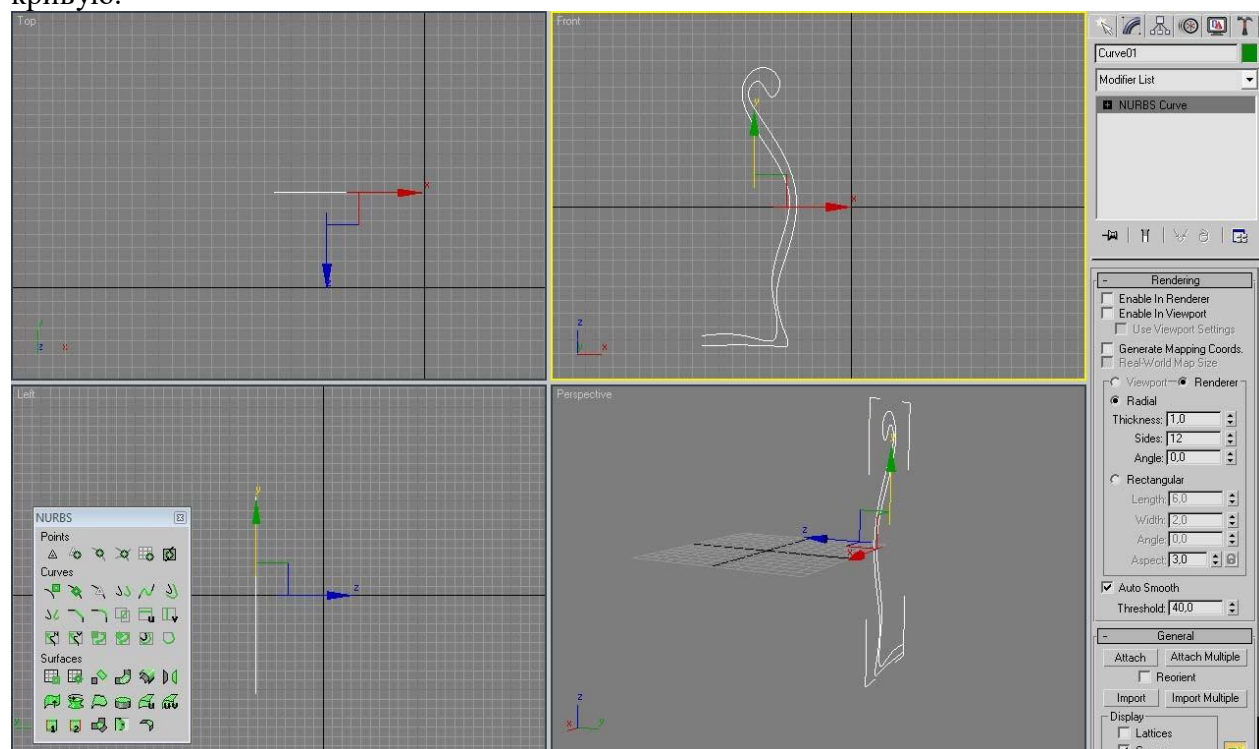 кривую.
Top
Front
Curve01
Modifier List
NURBS Curve
y
x
x
z
y
z x
z
y x
Rendering
Enable In Renderer
Enable In Viewport
Use Viewport Settings
Generate Mapping Coords.
Real-World Map Size
Viewport Renderer
Radial
Thickness: 1,0
Sides: 12
Angle: 0,0
Rectangular
Length: 6,0
Width: 2,0
Angle: 0,0
Aspect: 3,0
Auto Smooth
Threshold: 40,0
General
Attach Attach Multiple
Reorient
Import Import Multiple
Display
Lattices
Left
Perspective
y
z
y
z
x
z
x y
NURBS
Points
Curves
Surfaces